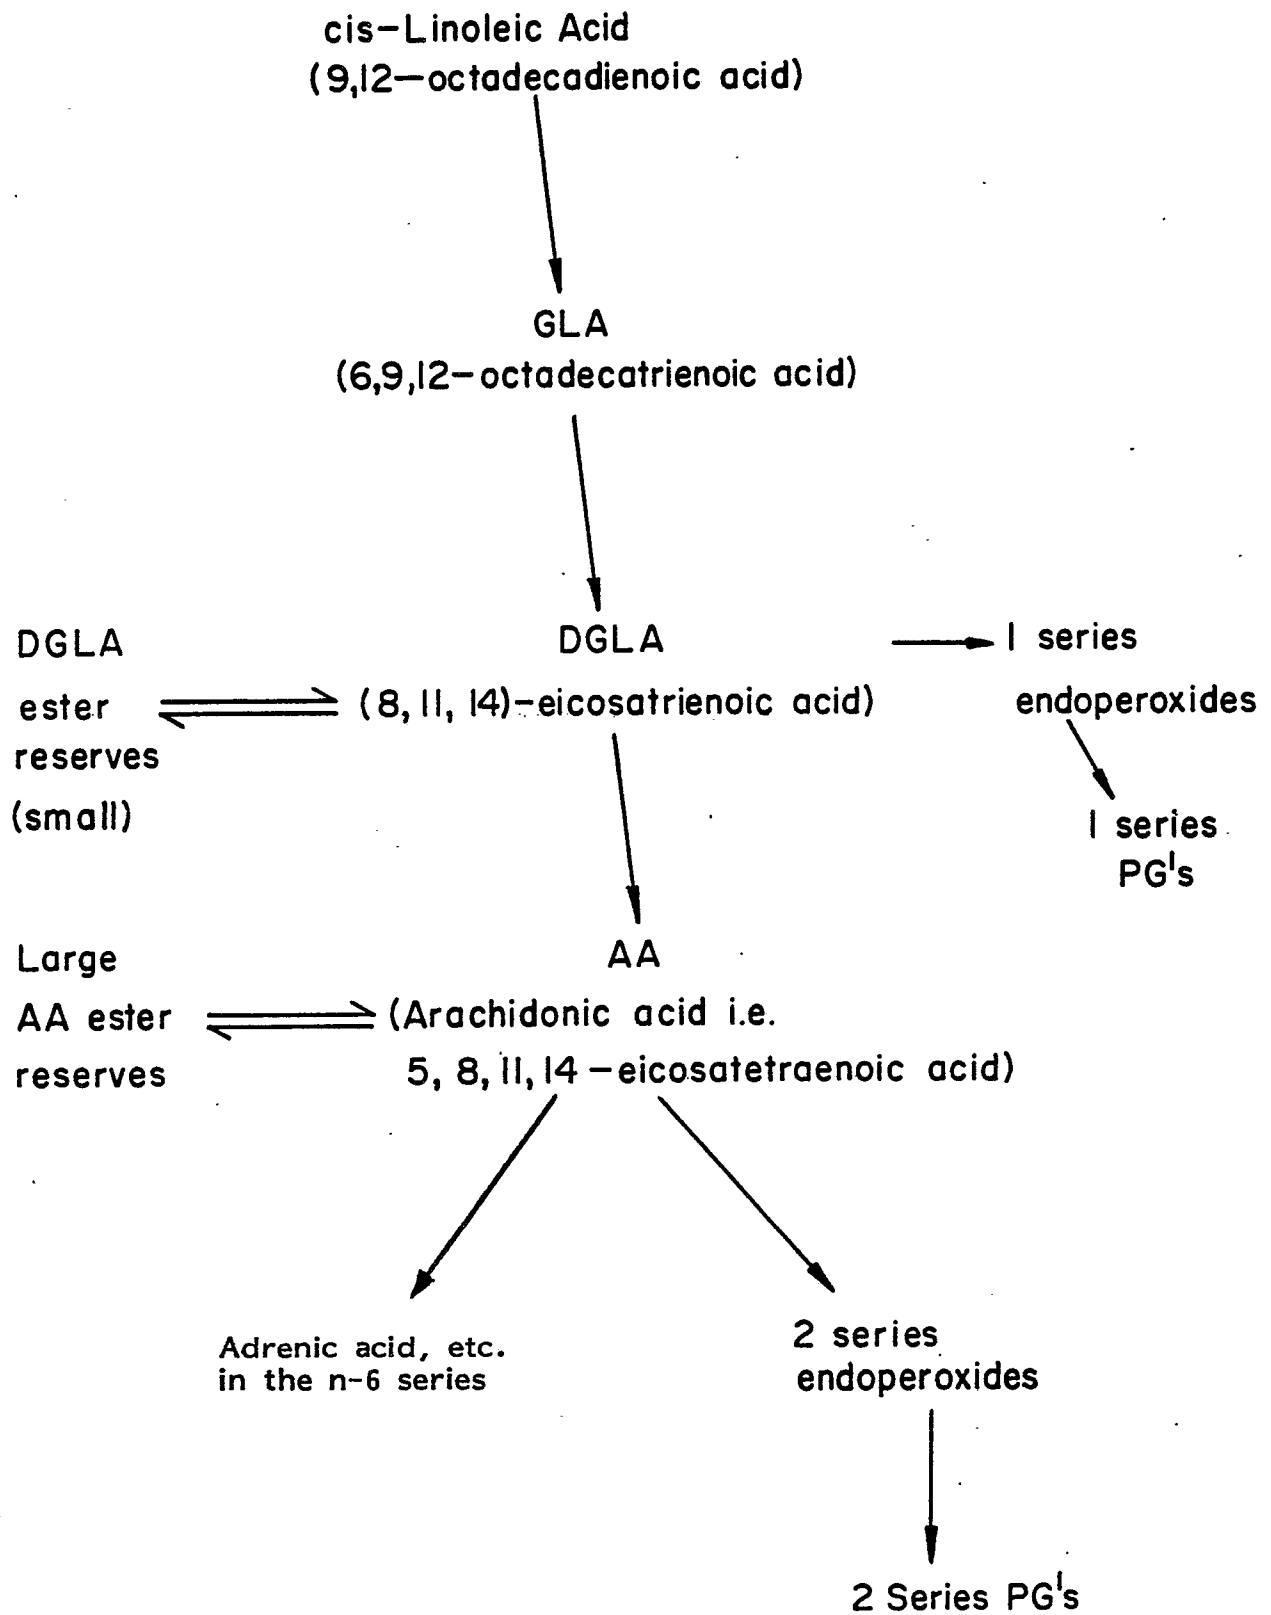 cis-Linoleic Acid
(9,12-octadecadienoic acid)
GLA
(6,9,12-octadecatrienoic acid)
DGLA
ester
reserves
(small)
DGLA
(8, 11, 14)-eicosatrienoic acid)
1 series
endoperoxides
1 series
PG's
Large
AA ester
reserves
AA
(Arachidonic acid i.e.
5, 8, 11, 14 -eicosatetraenoic acid)
Adrenic acid, etc.
in the n-6 series
2 series
endoperoxides
2 Series PG's